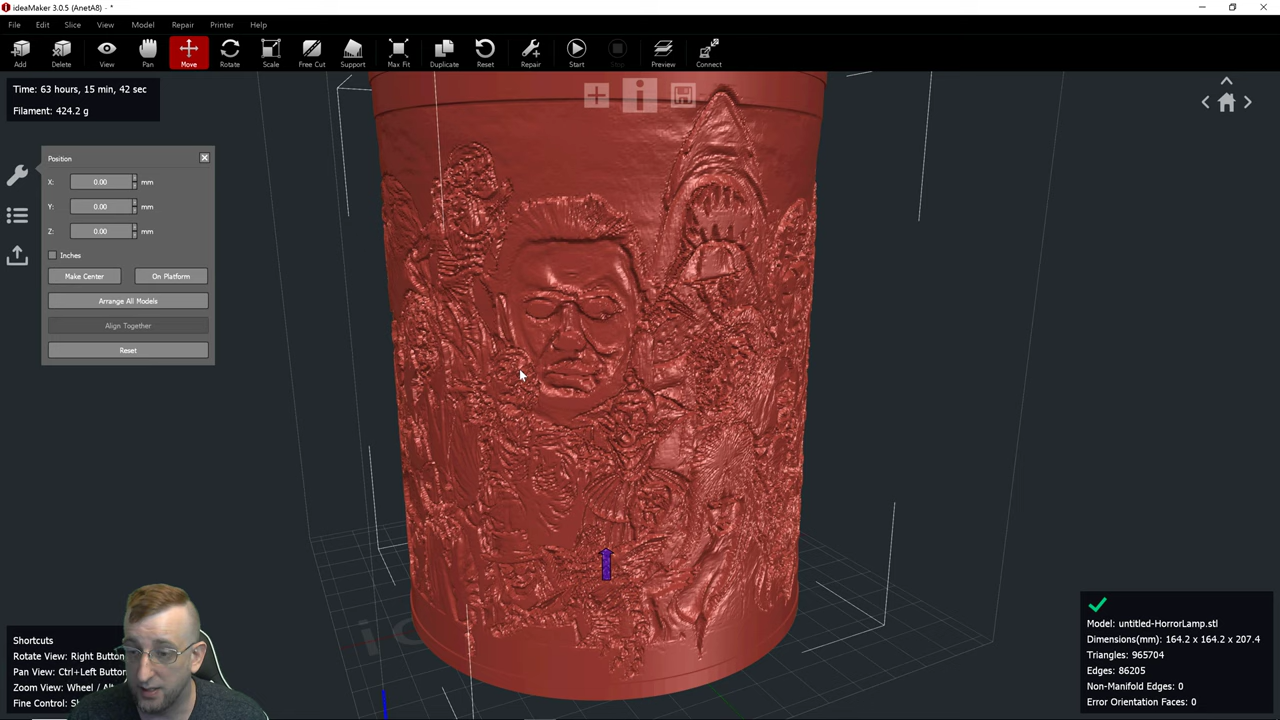 ideaMaker 3.0.5 (AnetA8) - *
File Edit Slice View Model Repair Printer Help
Add Delete View Pan Move Rotate Scale Free Cut Support Max Fit Duplicate Reset Repair Start Preview Connect
Time: 63 hours, 15 min, 42 sec
Filament: 424.2 g
Position
X: 0.00 mm
Y: 0.00 mm
Z: 0.00 mm
Inches
Make Center On Platform
Arrange All Models
Align Together
Reset
Shortcuts
Rotate View: Right Button
Pan View: Ctrl+Left Button
Zoom View: Wheel /
Fine Control:
Model: untitled-HorrorLamp.stl
Dimensions(mm): 164.2 x 164.2 x 207.4
Triangles: 965704
Edges: 86205
Non-Manifold Edges: 0
Error Orientation Faces: 0